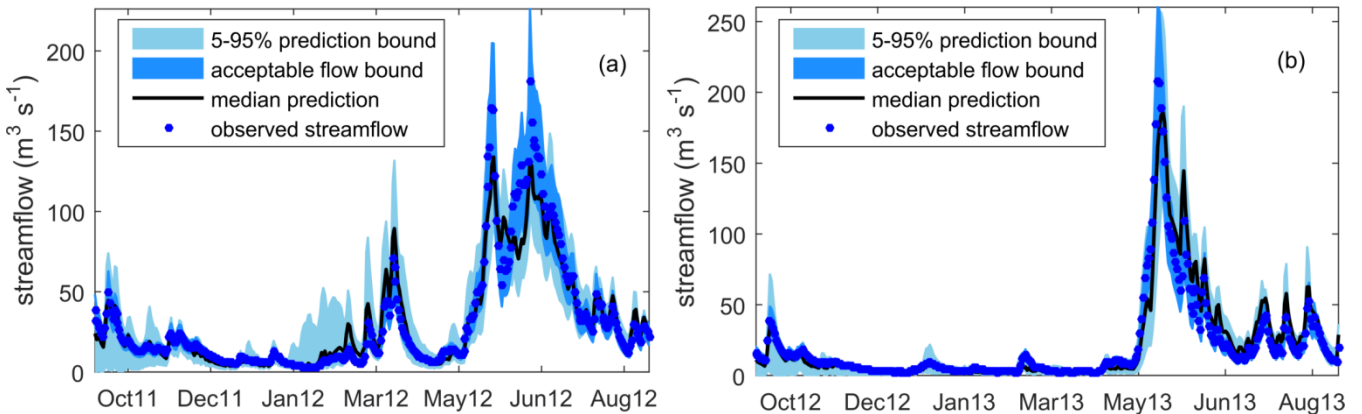 5-95% prediction bound
acceptable flow bound
median prediction
observed streamflow
(a)
streamflow (m³ s⁻¹)
200
150
100
50
0
Oct11 Dec11 Jan12 Mar12 May12 Jun12 Aug12
5-95% prediction bound
acceptable flow bound
median prediction
observed streamflow
(b)
streamflow (m³ s⁻¹)
250
200
150
100
50
0
Oct12 Dec12 Jan13 Mar13 May13 Jun13 Aug13